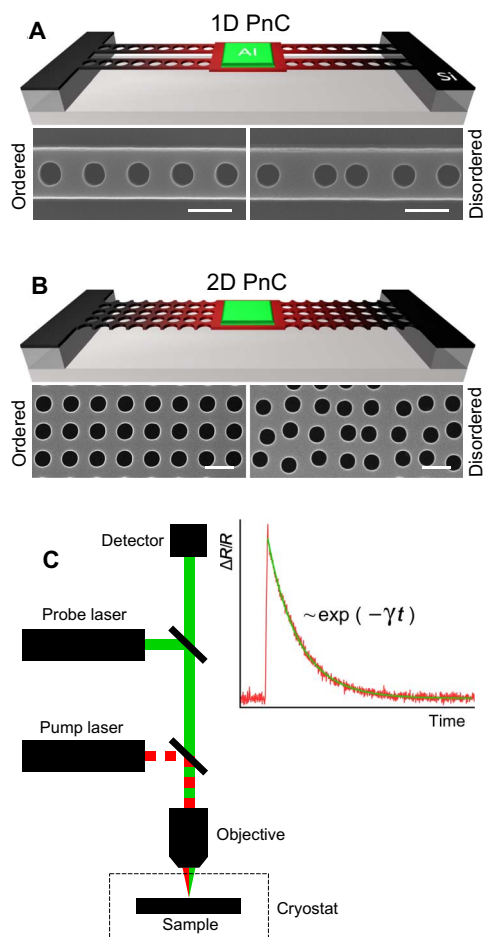 A
1D PnC
Al
Si
Ordered
Disordered
B
2D PnC
Ordered
Disordered
C
Detector
Probe laser
Pump laser
Objective
Sample
Cryostat
ΔR/R
~exp (−γt)
Time